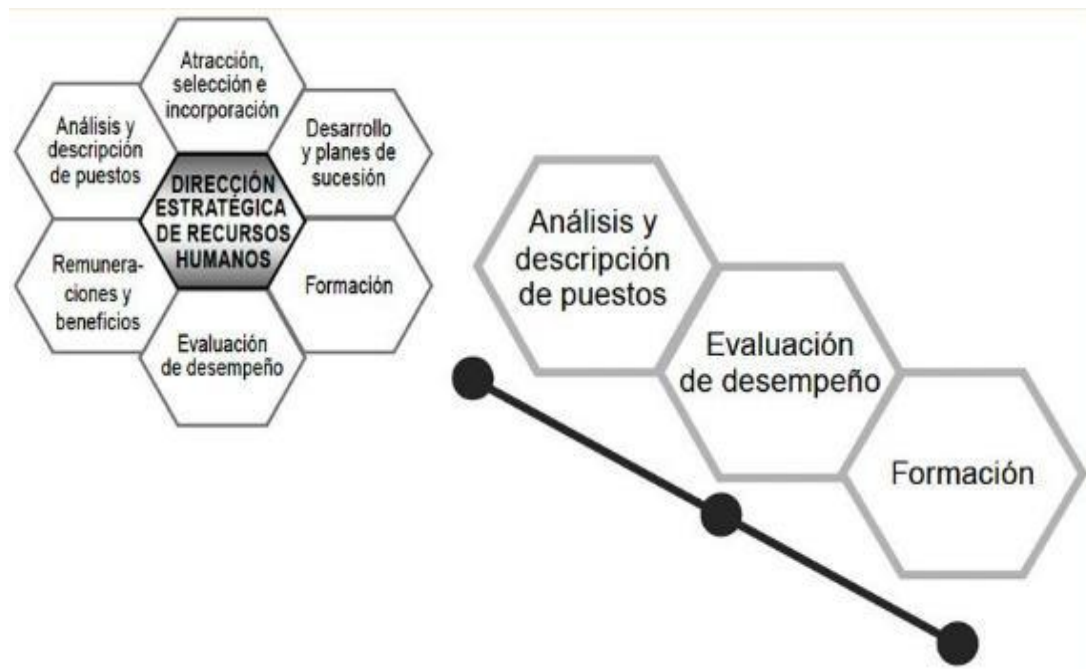 Atracción,
selección e
incorporación
Análisis y
descripción
de puestos
Desarrollo
y planes de
sucesión
DIRECCIÓN
ESTRATÉGICA
DE RECURSOS
HUMANOS
Remunera-
ciones y
beneficios
Formación
Evaluación
de desempeño
Análisis y
descripción
de puestos
Evaluación
de desempeño
Formación